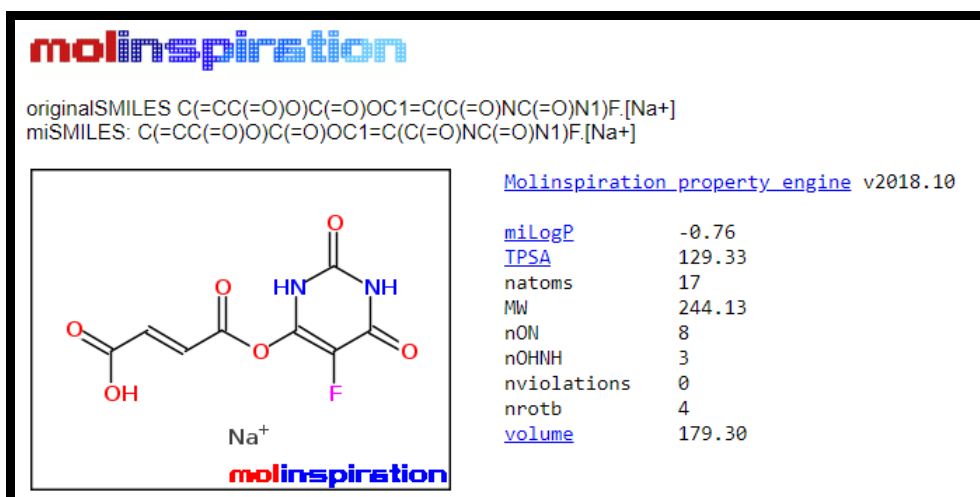 molinspiration
originalSMILES C(=CC(=O)O)C(=O)OC1=C(C(=O)NC(=O)N1)F.[Na+]
miSMILES: C(=CC(=O)O)C(=O)OC1=C(C(=O)NC(=O)N1)F.[Na+]
O
O HN NH
O
O O
OH F
Na+
molinspiration
Molinspiration property engine v2018.10
miLogP -0.76
TPSA 129.33
natoms 17
MW 244.13
nON 8
nOHNH 3
nviolations 0
nrotb 4
volume 179.30